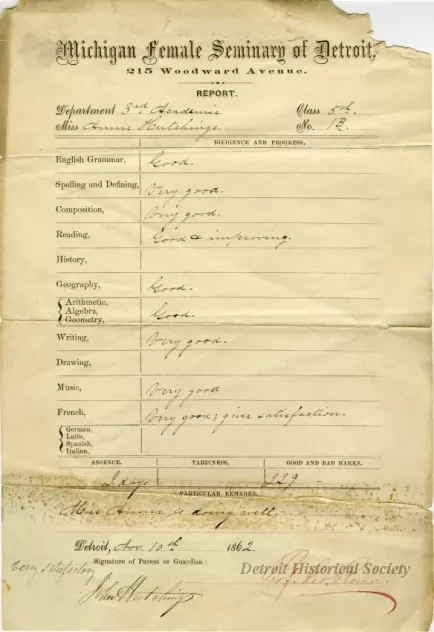 Michigan Female Seminary of Detroit,
215 Woodward Avenue.
REPORT.
Department 3rd Academic Class 5th.
Miss Annie Hutchings. No. 13.
DILIGENCE AND PROGRESS.
English Grammar, Good.
Spelling and Defining, Very good.
Composition, Very good.
Reading, Good & improving.
History,
Geography, Good.
Arithmetic,
Algebra, Good.
Geometry,
Writing, Very good.
Drawing,
Music, Very good
French, Very good; gives satisfaction.
German,
Latin,
Spanish,
Italian.
ABSENCE. TARDINESS. GOOD AND BAD MARKS.
2 days 229
PARTICULAR REMARKS.
Miss Annie is doing well.
Detroit, Nov. 10th 1862.
Very satisfactory Signature of Parent or Guardian:
John Hutchings
Detroit Historical Society